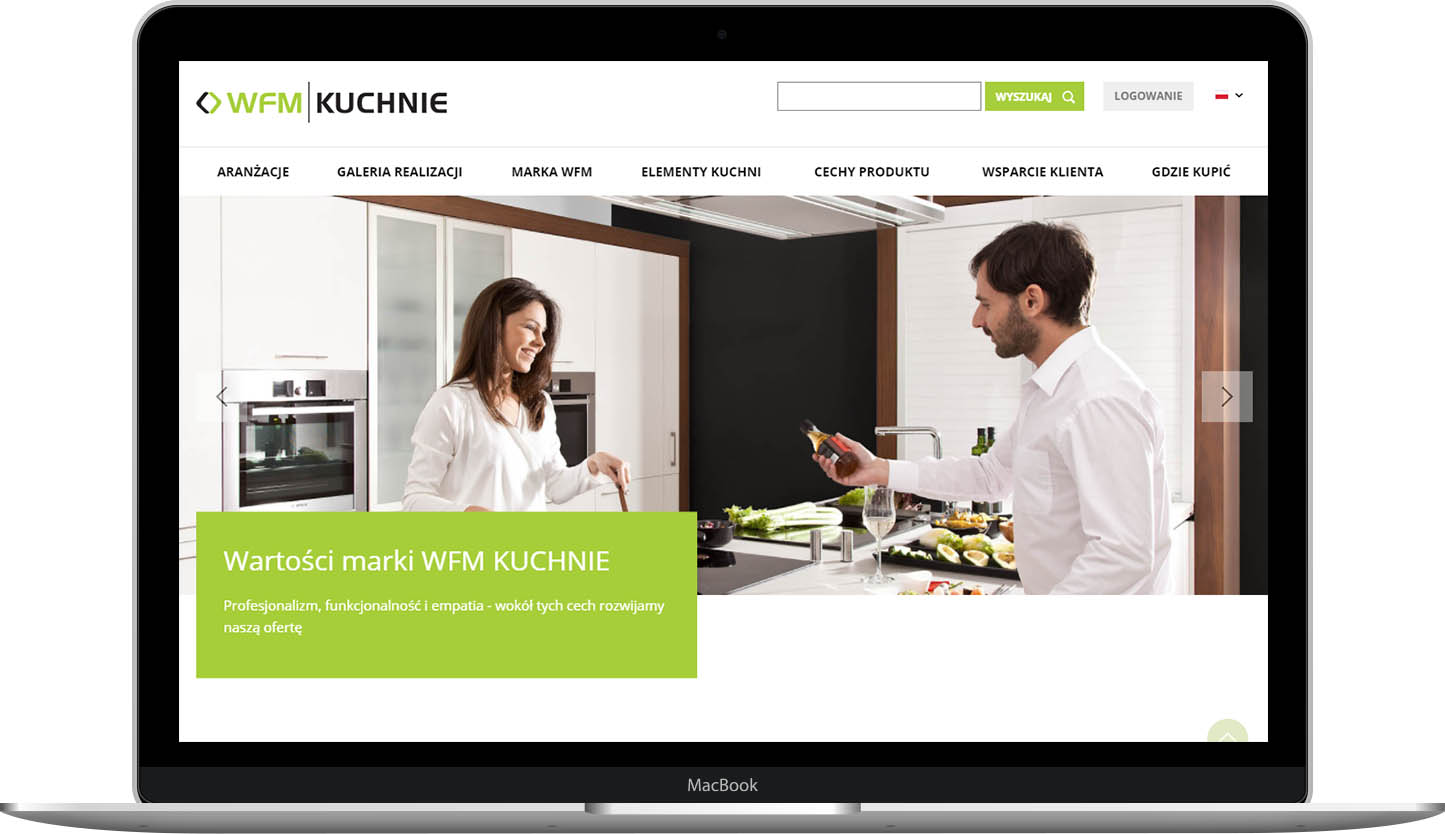 WFM KUCHNIE
WYSZUKAJ
LOGOWANIE
ARANŻACJE GALERIA REALIZACJI MARKA WFM ELEMENTY KUCHNI CECHY PRODUKTU WSPARCIE KLIENTA GDZIE KUPIĆ
Wartości marki WFM KUCHNIE
Profesjonalizm, funkcjonalność i empatia - wokół tych cech rozwijamy
naszą ofertę
MacBook